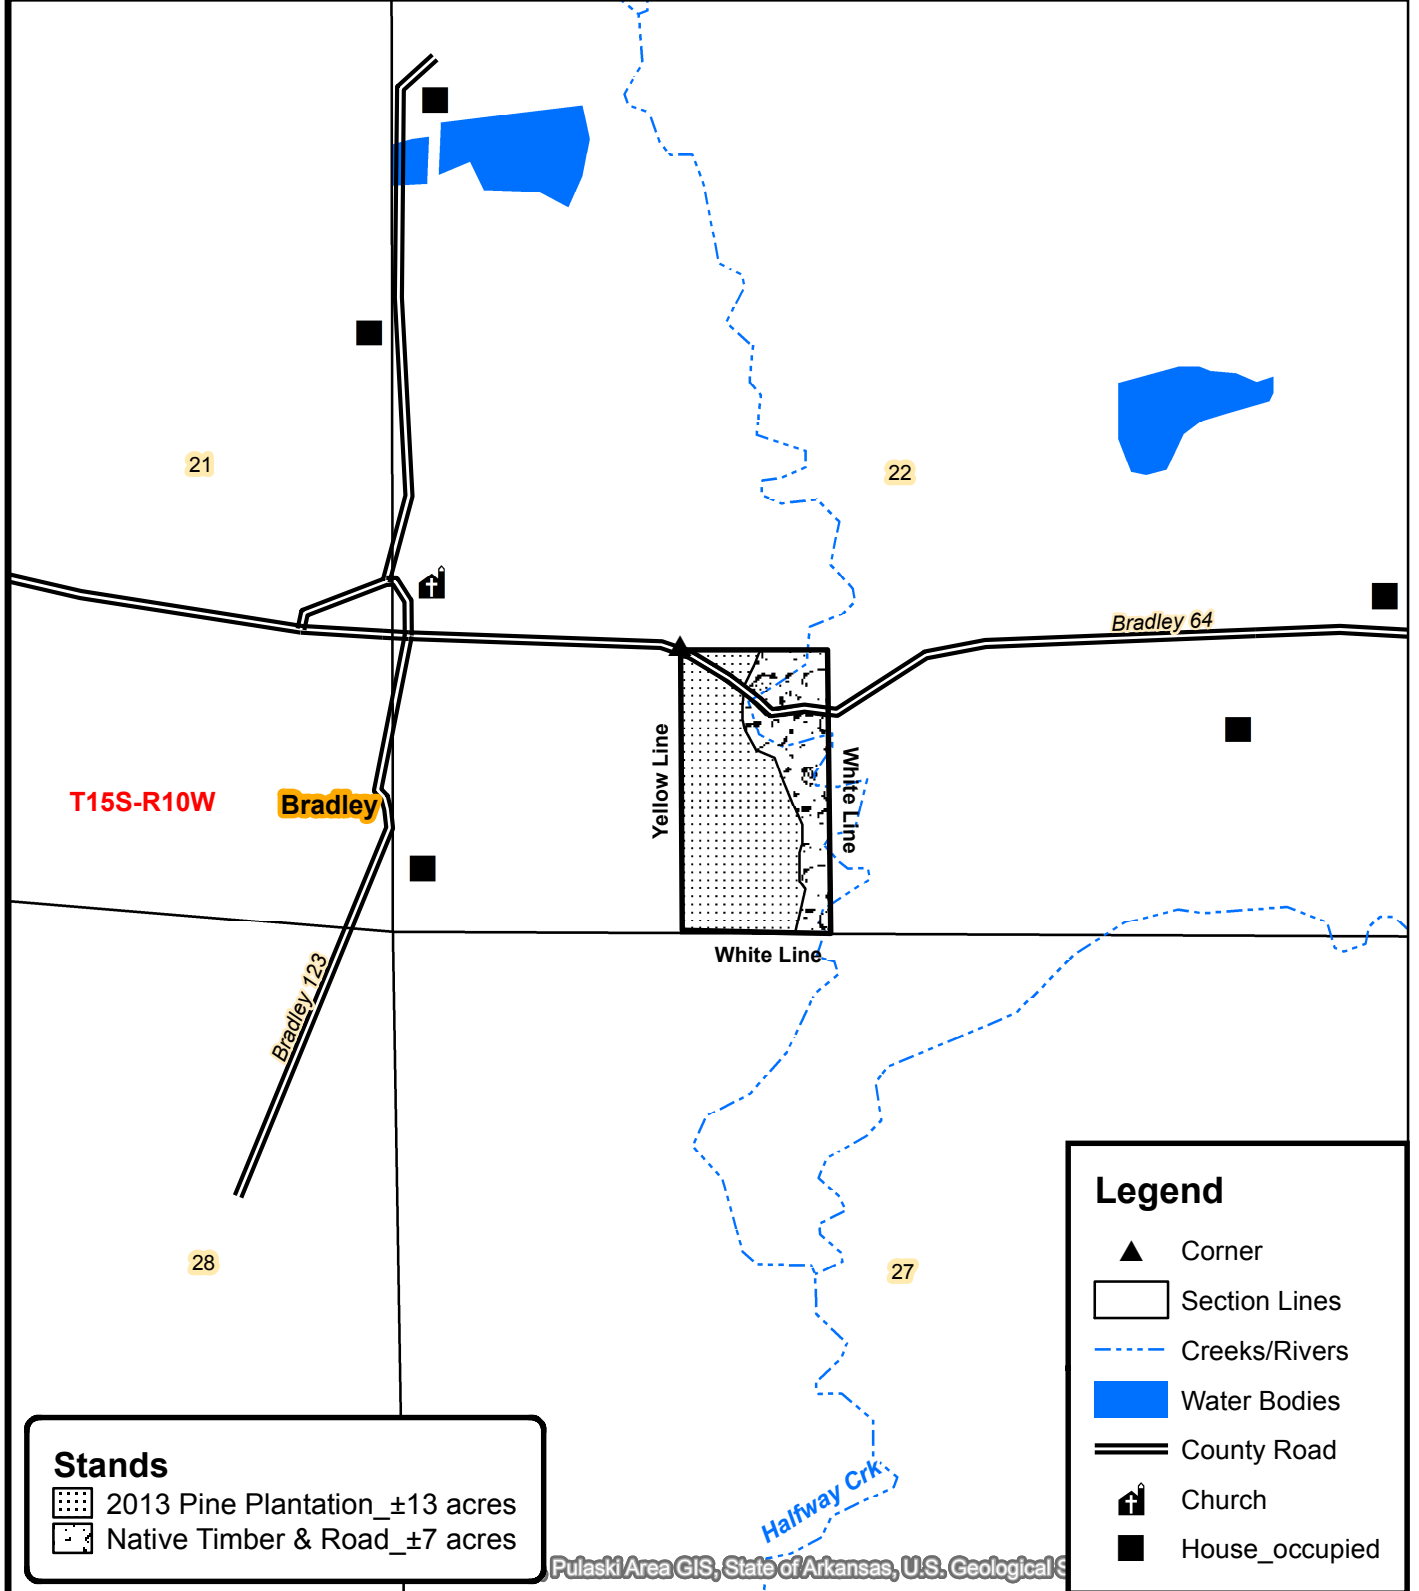 21
22
Bradley 64
Yellow Line
White Line
T15S-R10W
Bradley
White Line
Bradley 123
28
27
Halfway Crk
Legend
Corner
Section Lines
Creeks/Rivers
Water Bodies
County Road
Church
House_occupied
Stands
2013 Pine Plantation_±13 acres
Native Timber & Road_±7 acres
Pulaski Area GIS, State of Arkansas, U.S. Geological